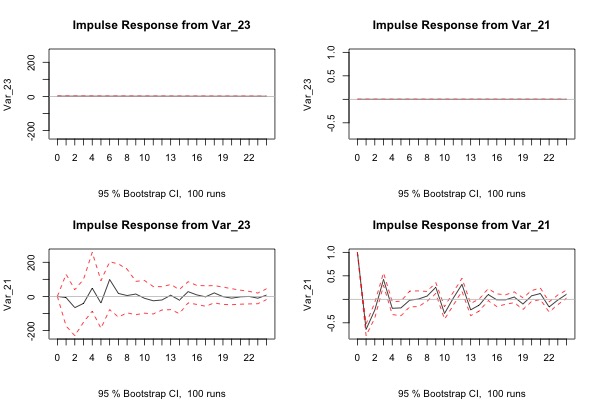 Impulse Response from Var_23
Var_23
-200 0 200
0 2 4 6 8 10 13 16 19 22
95 % Bootstrap CI, 100 runs
Impulse Response from Var_21
Var_23
-0.5 0.5 1.0
0 2 4 6 8 10 13 16 19 22
95 % Bootstrap CI, 100 runs
Impulse Response from Var_23
Var_21
-200 0 200
0 2 4 6 8 10 13 16 19 22
95 % Bootstrap CI, 100 runs
Impulse Response from Var_21
Var_21
-0.5 0.5 1.0
0 2 4 6 8 10 13 16 19 22
95 % Bootstrap CI, 100 runs